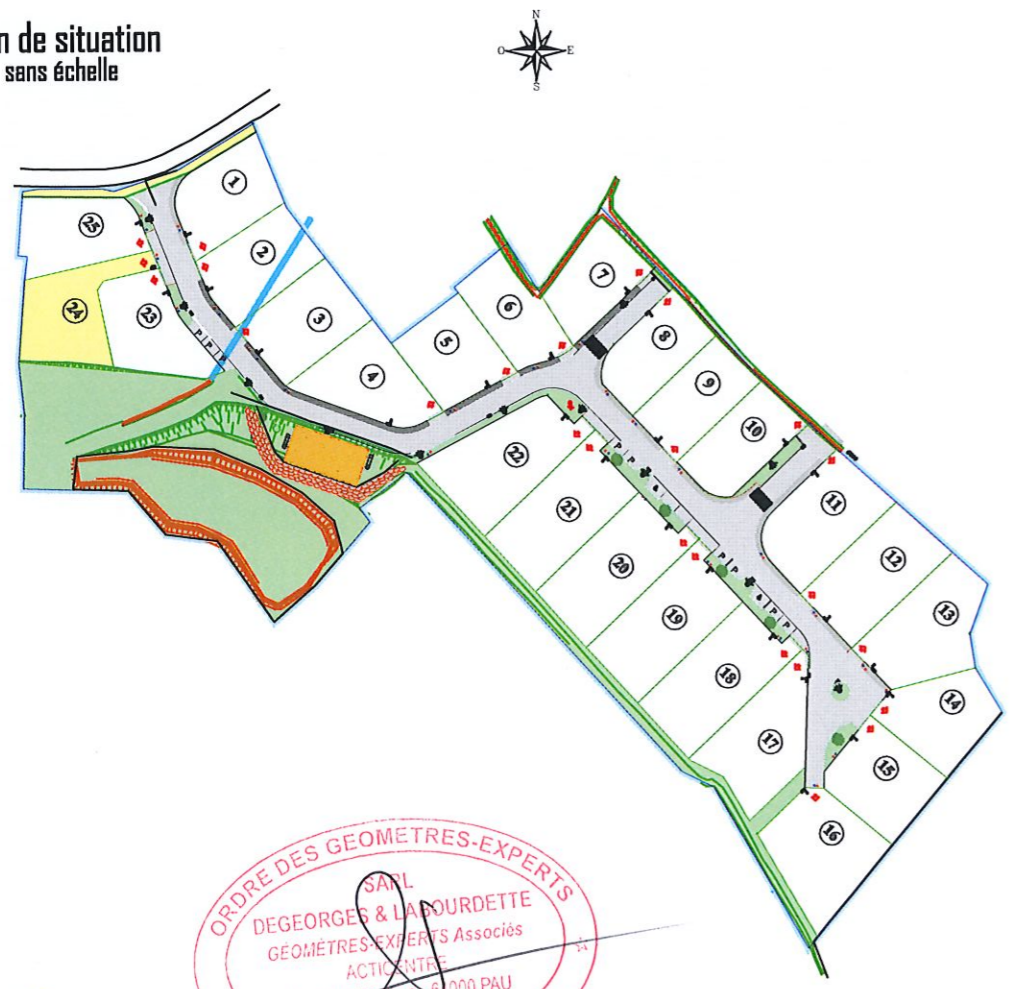 n de situation
sans échelle
N
O
E
S
1
25
2
7
24
23
3
6
P P
5
8
4
9
10
22
P
P
11
21
12
20
P P
13
19
P P
18
14
17
15
16
ORDRE DES GEOMETRES-EXPERTS
SARL
DEGEORGES & LABOURDETTE
GÉOMÈTRES-EXPERTS Associés
ACTICENTRE
000 PAU